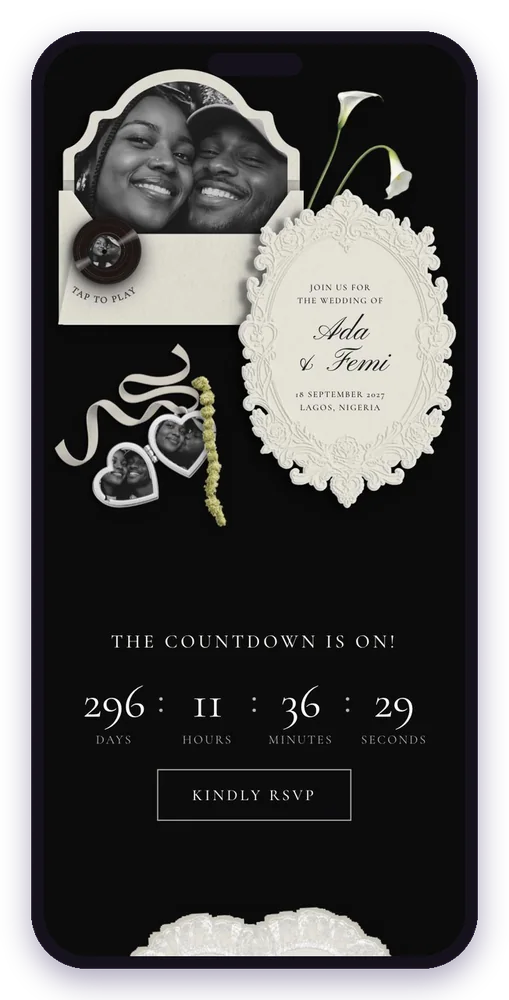 TAP TO PLAY
JOIN US FOR
THE WEDDING OF
Ada
& Femi
18 SEPTEMBER 2027
LAGOS, NIGERIA
THE COUNTDOWN IS ON!
296 : 11 : 36 : 29
DAYS HOURS MINUTES SECONDS
KINDLY RSVP